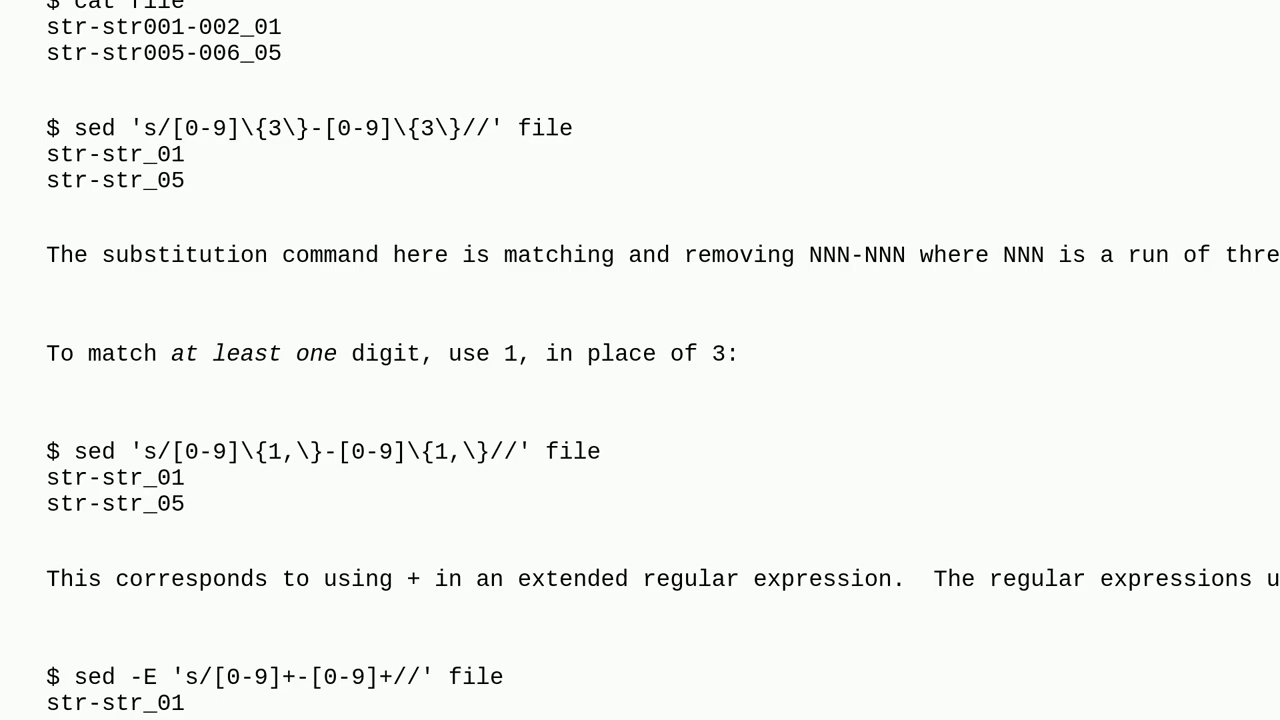 $ cat file
str-str001-002_01
str-str005-006_05
$ sed 's/[0-9]\{3\}-[0-9]\{3\}//' file
str-str_01
str-str_05
The substitution command here is matching and removing NNN-NNN where NNN is a run of thre
To match at least one digit, use 1, in place of 3:
$ sed 's/[0-9]\{1,\}-[0-9]\{1,\}//' file
str-str_01
str-str_05
This corresponds to using + in an extended regular expression.  The regular expressions u
$ sed -E 's/[0-9]+-[0-9]+//' file
str-str_01